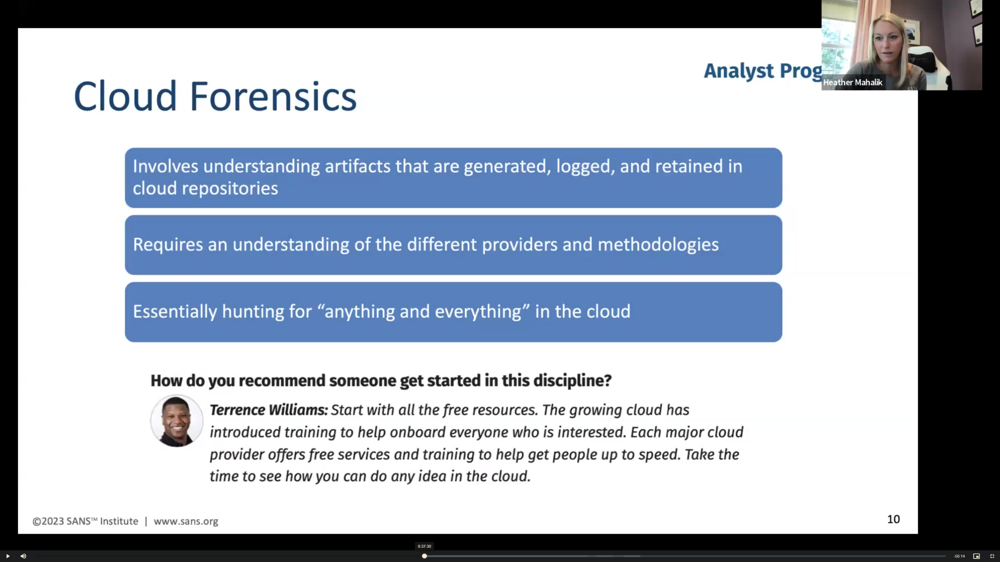 Analyst Prog
Heather Mahalik
Cloud Forensics
Involves understanding artifacts that are generated, logged, and retained in
cloud repositories
Requires an understanding of the different providers and methodologies
Essentially hunting for “anything and everything” in the cloud
How do you recommend someone get started in this discipline?
Terrence Williams: Start with all the free resources. The growing cloud has
introduced training to help onboard everyone who is interested. Each major cloud
provider offers free services and training to help get people up to speed. Take the
time to see how you can do any idea in the cloud.
©2023 SANS™ Institute | www.sans.org
10
0:37:30
-50:14